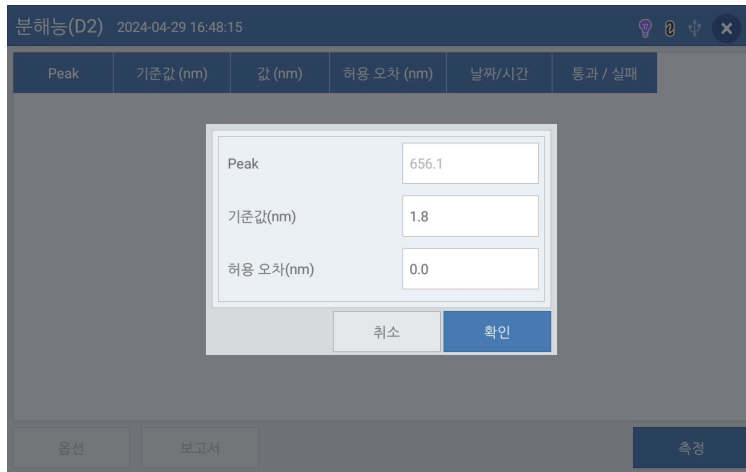 분해능(D2) 2024-04-29 16:48:15
Peak 기준값 (nm) 값 (nm) 허용 오차 (nm) 날짜/시간 통과 / 실패
Peak 656.1
기준값(nm) 1.8
허용 오차(nm) 0.0
취소 확인
옵션 보고서 측정